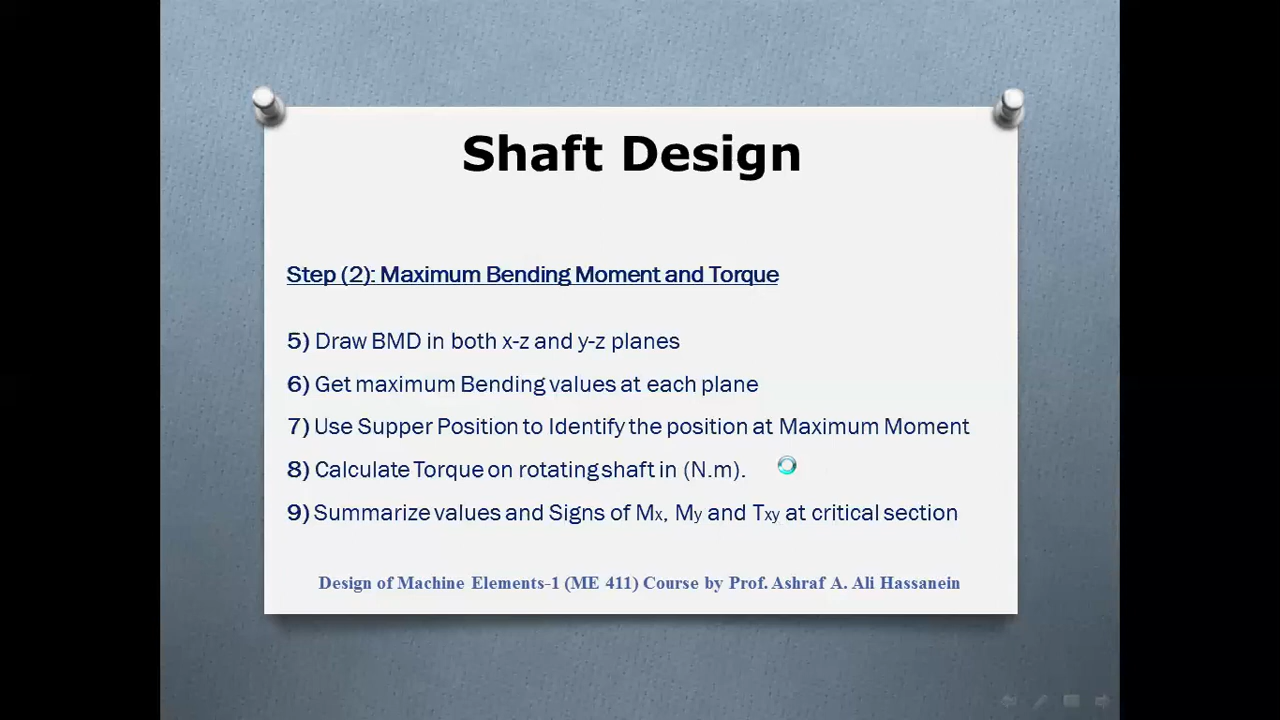 Shaft Design
Step (2): Maximum Bending Moment and Torque
5) Draw BMD in both x-z and y-z planes
6) Get maximum Bending values at each plane
7) Use Supper Position to Identify the position at Maximum Moment
8) Calculate Torque on rotating shaft in (N.m).
9) Summarize values and Signs of Mx, My and Txy at critical section
Design of Machine Elements-1 (ME 411) Course by Prof. Ashraf A. Ali Hassanein